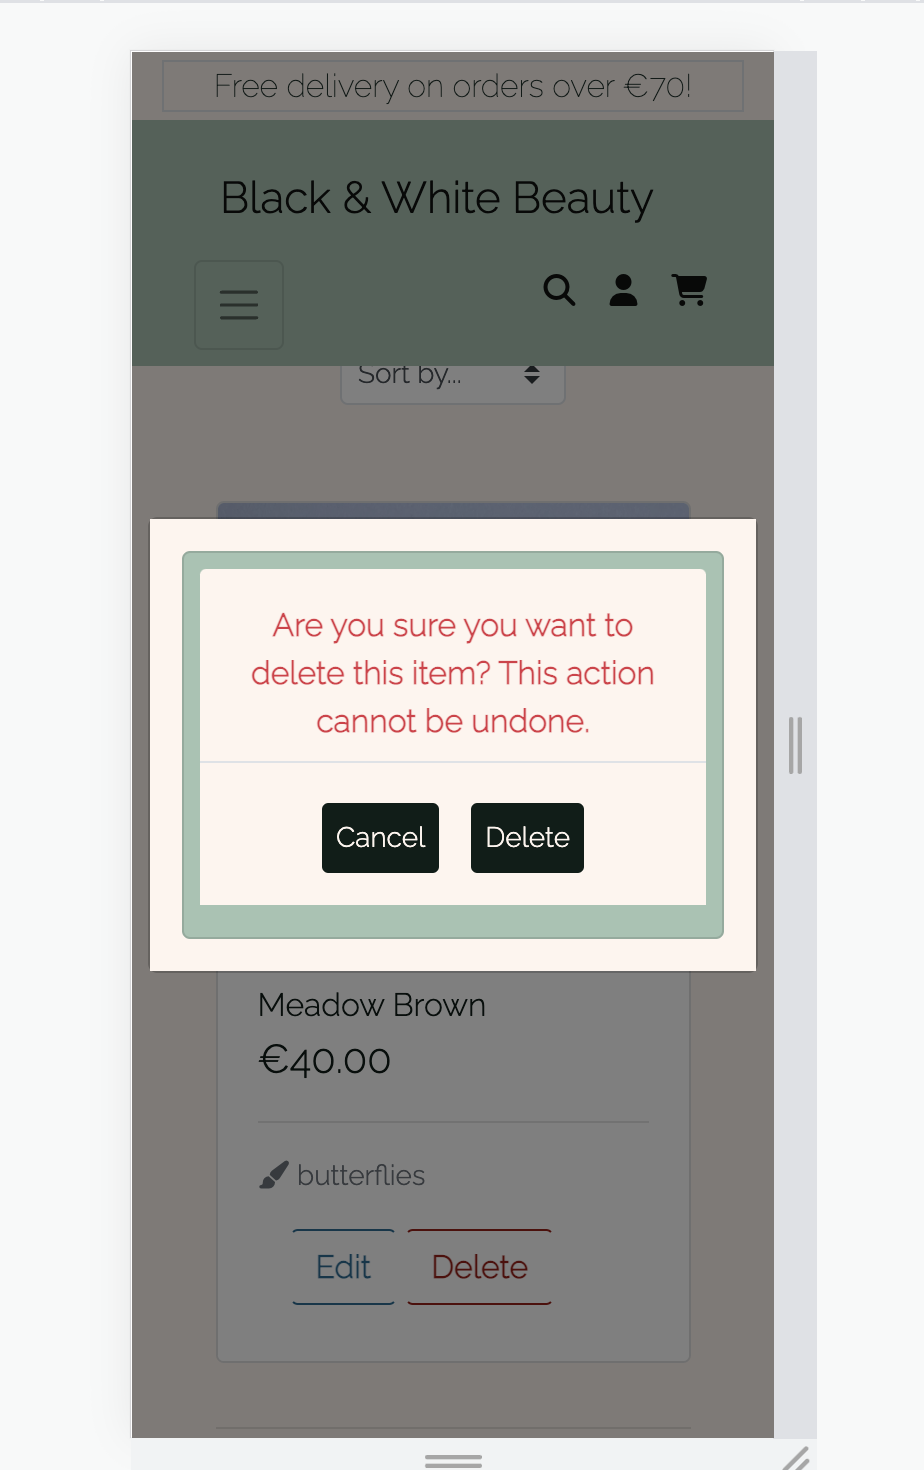 Free delivery on orders over €70!
Black & White Beauty
Sort by...
Are you sure you want to
delete this item? This action
cannot be undone.
Cancel Delete
Meadow Brown
€40.00
butterflies
Edit Delete